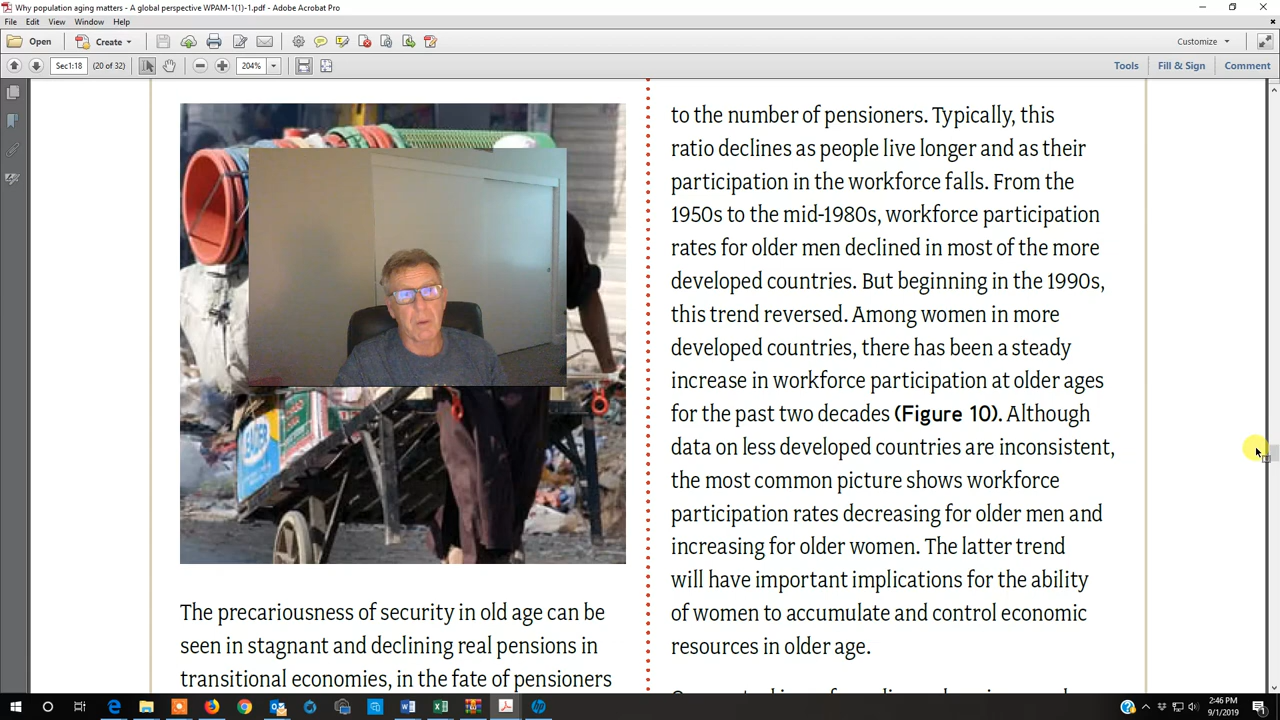 Why population aging matters - A global perspective WPAM-1(1)-1.pdf - Adobe Acrobat Pro
File Edit View Window Help
Open Create Customize
Sec1:18 (20 of 32) 204% Tools Fill & Sign Comment
The precariousness of security in old age can be
seen in stagnant and declining real pensions in
transitional economies, in the fate of pensioners
to the number of pensioners. Typically, this
ratio declines as people live longer and as their
participation in the workforce falls. From the
1950s to the mid-1980s, workforce participation
rates for older men declined in most of the more
developed countries. But beginning in the 1990s,
this trend reversed. Among women in more
developed countries, there has been a steady
increase in workforce participation at older ages
for the past two decades (Figure 10). Although
data on less developed countries are inconsistent,
the most common picture shows workforce
participation rates decreasing for older men and
increasing for older women. The latter trend
will have important implications for the ability
of women to accumulate and control economic
resources in older age.
2:46 PM
9/1/2019